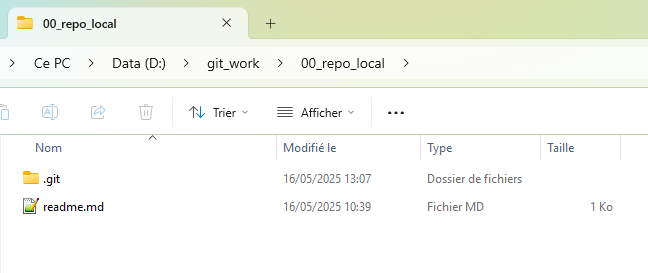 00_repo_local
Ce PC > Data (D:) > git_work > 00_repo_local >
Trier Afficher
Nom Modifié le Type Taille
.git 16/05/2025 13:07 Dossier de fichiers
readme.md 16/05/2025 10:39 Fichier MD 1 Ko